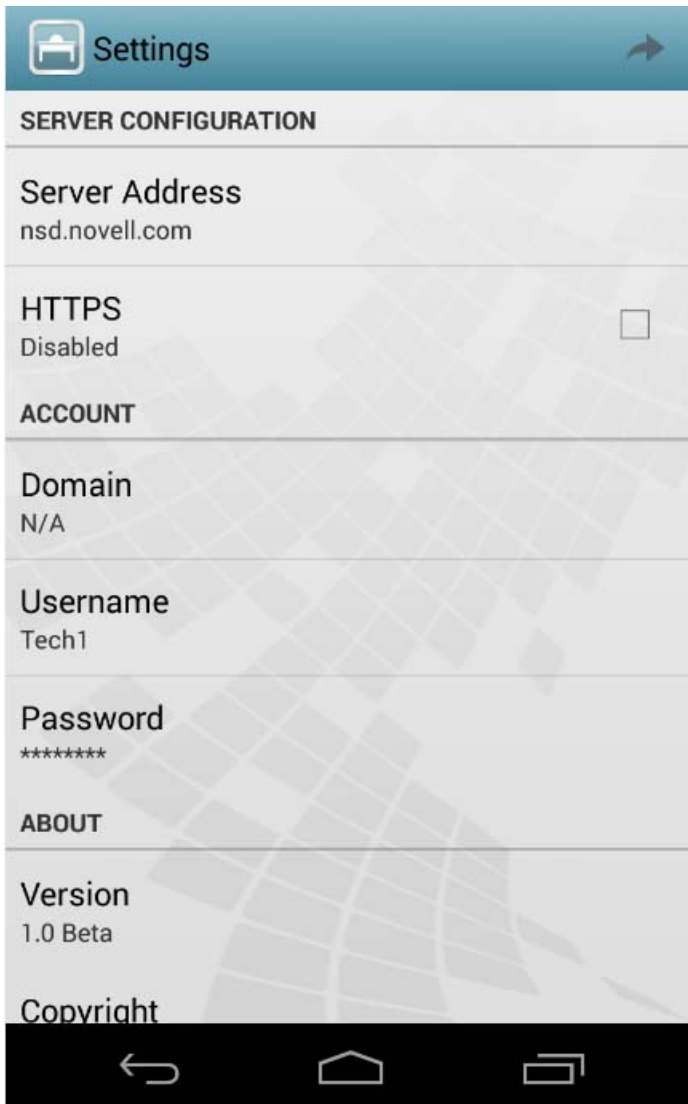 Settings
SERVER CONFIGURATION
Server Address
nsd.novell.com
HTTPS
Disabled
ACCOUNT
Domain
N/A
Username
Tech1
Password
********
ABOUT
Version
1.0 Beta
Copyright